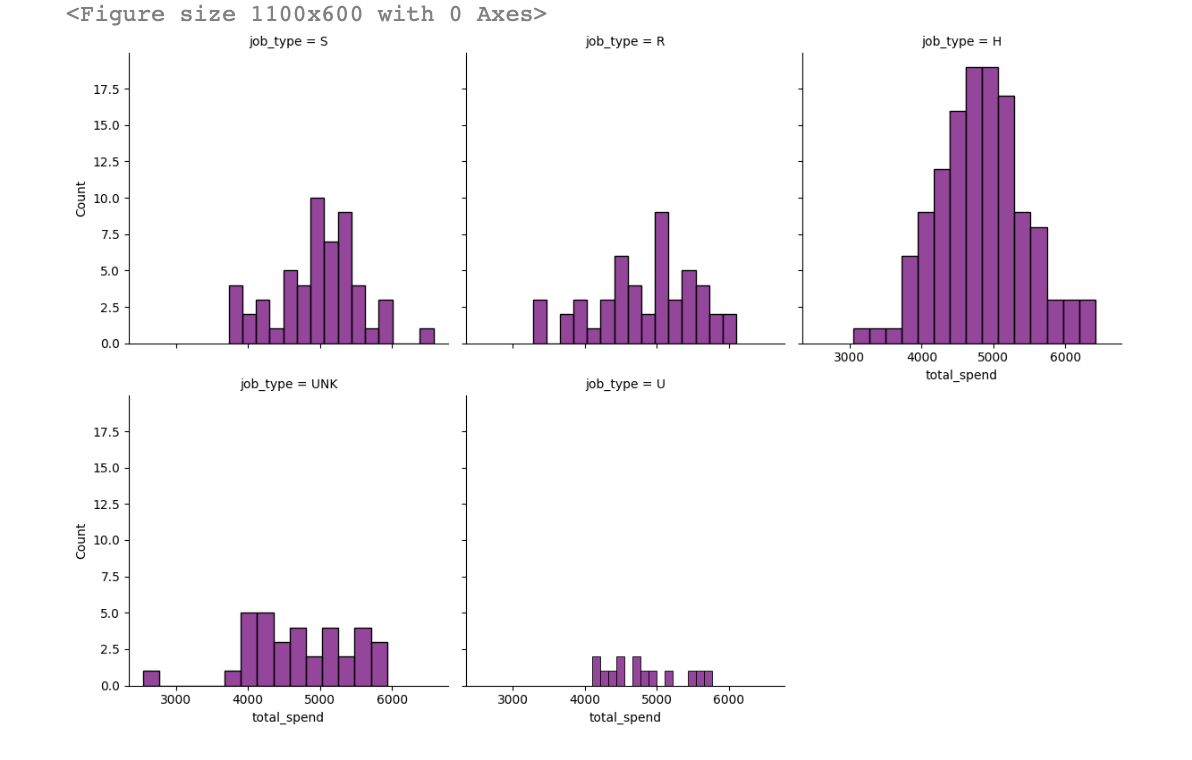 <Figure size 1100x600 with 0 Axes>
job_type = S
job_type = R
job_type = H
17.5
15.0
12.5
10.0
7.5
5.0
2.5
0.0
Count
3000
4000
5000
6000
total_spend
job_type = UNK
job_type = U
17.5
15.0
12.5
10.0
7.5
5.0
2.5
0.0
Count
3000
4000
5000
6000
total_spend
3000
4000
5000
6000
total_spend